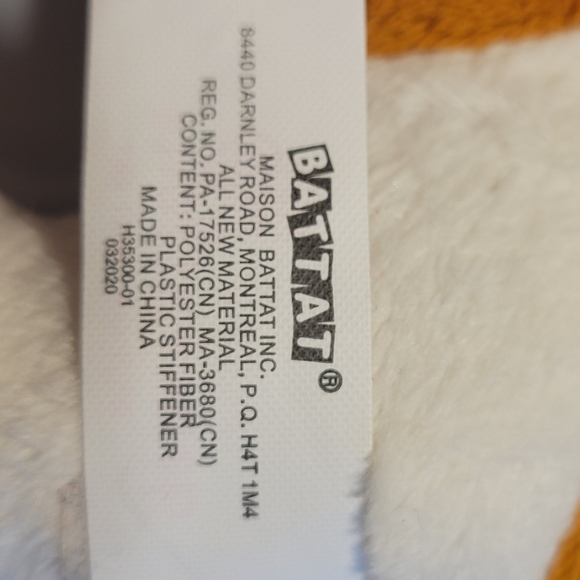 BATTAT®
MAISON BATTAT INC.
8440 DARNLEY ROAD, MONTREAL, P.Q. H4T 1M4
ALL NEW MATERIAL
REG. NO. PA-17526(CN) MA-3680(CN)
CONTENT: POLYESTER FIBER
PLASTIC STIFFENER
MADE IN CHINA
H35300-01
032020